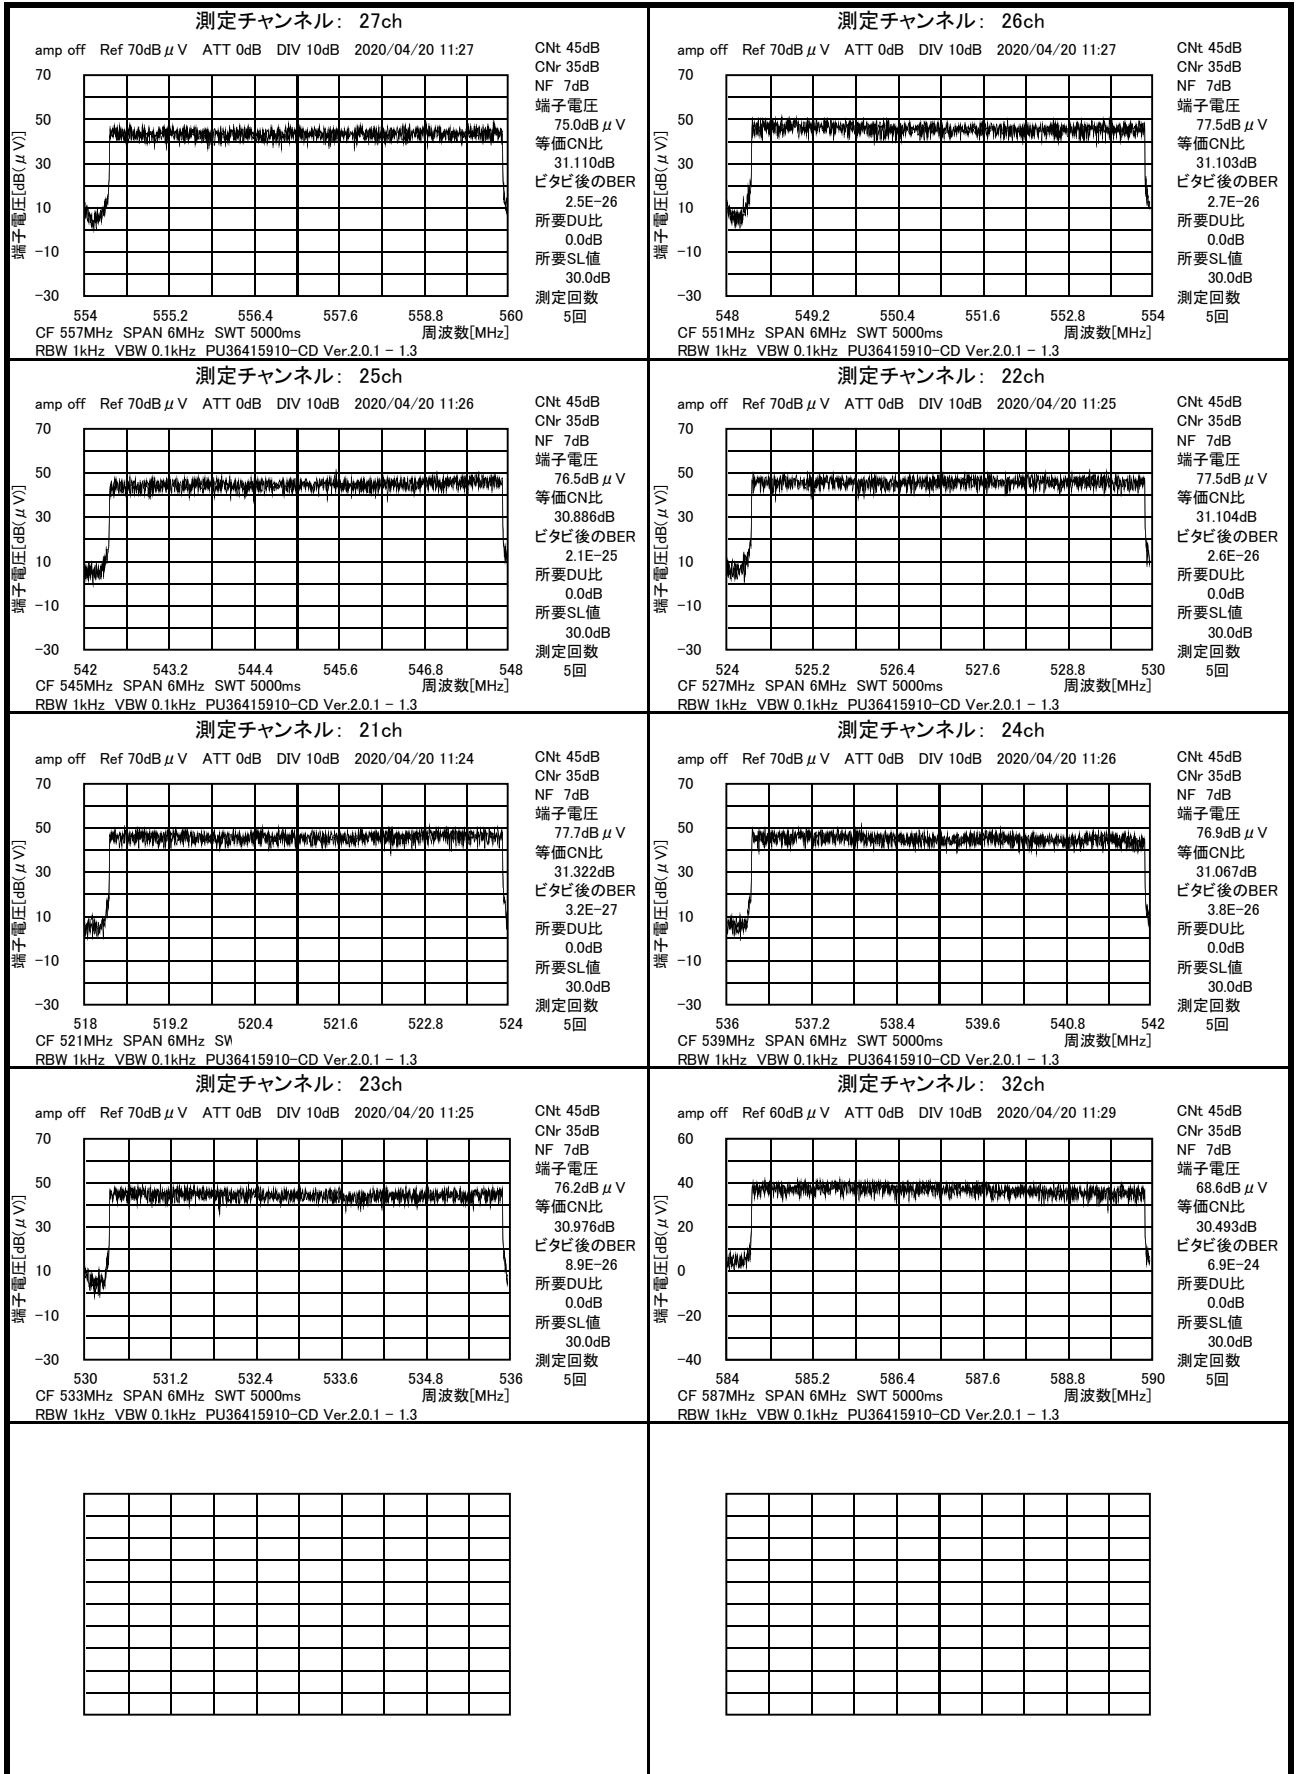 測定チャンネル： 27ch
amp off Ref 70dBμV ATT 0dB DIV 10dB 2020/04/20 11:27
70
50
30
10
-10
-30
端子電圧[dB(μV)]
554 555.2 556.4 557.6 558.8 560
CF 557MHz SPAN 6MHz SWT 5000ms 周波数[MHz]
RBW 1kHz VBW 0.1kHz PU36415910-CD Ver.2.0.1 - 1.3
CNt 45dB
CNr 35dB
NF 7dB
端子電圧
75.0dBμV
等価CN比
31.110dB
ビタビ後のBER
2.5E-26
所要DU比
0.0dB
所要SL値
30.0dB
測定回数
5回
測定チャンネル： 26ch
amp off Ref 70dBμV ATT 0dB DIV 10dB 2020/04/20 11:27
70
50
30
10
-10
-30
端子電圧[dB(μV)]
548 549.2 550.4 551.6 552.8 554
CF 551MHz SPAN 6MHz SWT 5000ms 周波数[MHz]
RBW 1kHz VBW 0.1kHz PU36415910-CD Ver.2.0.1 - 1.3
CNt 45dB
CNr 35dB
NF 7dB
端子電圧
77.5dBμV
等価CN比
31.103dB
ビタビ後のBER
2.7E-26
所要DU比
0.0dB
所要SL値
30.0dB
測定回数
5回
測定チャンネル： 25ch
amp off Ref 70dBμV ATT 0dB DIV 10dB 2020/04/20 11:26
70
50
30
10
-10
-30
端子電圧[dB(μV)]
542 543.2 544.4 545.6 546.8 548
CF 545MHz SPAN 6MHz SWT 5000ms 周波数[MHz]
RBW 1kHz VBW 0.1kHz PU36415910-CD Ver.2.0.1 - 1.3
CNt 45dB
CNr 35dB
NF 7dB
端子電圧
76.5dBμV
等価CN比
30.886dB
ビタビ後のBER
2.1E-25
所要DU比
0.0dB
所要SL値
30.0dB
測定回数
5回
測定チャンネル： 22ch
amp off Ref 70dBμV ATT 0dB DIV 10dB 2020/04/20 11:25
70
50
30
10
-10
-30
端子電圧[dB(μV)]
524 525.2 526.4 527.6 528.8 530
CF 527MHz SPAN 6MHz SWT 5000ms 周波数[MHz]
RBW 1kHz VBW 0.1kHz PU36415910-CD Ver.2.0.1 - 1.3
CNt 45dB
CNr 35dB
NF 7dB
端子電圧
77.5dBμV
等価CN比
31.104dB
ビタビ後のBER
2.6E-26
所要DU比
0.0dB
所要SL値
30.0dB
測定回数
5回
測定チャンネル： 21ch
amp off Ref 70dBμV ATT 0dB DIV 10dB 2020/04/20 11:24
70
50
30
10
-10
-30
端子電圧[dB(μV)]
518 519.2 520.4 521.6 522.8 524
CF 521MHz SPAN 6MHz SW
RBW 1kHz VBW 0.1kHz PU36415910-CD Ver.2.0.1 - 1.3
CNt 45dB
CNr 35dB
NF 7dB
端子電圧
77.7dBμV
等価CN比
31.322dB
ビタビ後のBER
3.2E-27
所要DU比
0.0dB
所要SL値
30.0dB
測定回数
5回
測定チャンネル： 24ch
amp off Ref 70dBμV ATT 0dB DIV 10dB 2020/04/20 11:26
70
50
30
10
-10
-30
端子電圧[dB(μV)]
536 537.2 538.4 539.6 540.8 542
CF 539MHz SPAN 6MHz SWT 5000ms 周波数[MHz]
RBW 1kHz VBW 0.1kHz PU36415910-CD Ver.2.0.1 - 1.3
CNt 45dB
CNr 35dB
NF 7dB
端子電圧
76.9dBμV
等価CN比
31.067dB
ビタビ後のBER
3.8E-26
所要DU比
0.0dB
所要SL値
30.0dB
測定回数
5回
測定チャンネル： 23ch
amp off Ref 70dBμV ATT 0dB DIV 10dB 2020/04/20 11:25
70
50
30
10
-10
-30
端子電圧[dB(μV)]
530 531.2 532.4 533.6 534.8 536
CF 533MHz SPAN 6MHz SWT 5000ms 周波数[MHz]
RBW 1kHz VBW 0.1kHz PU36415910-CD Ver.2.0.1 - 1.3
CNt 45dB
CNr 35dB
NF 7dB
端子電圧
76.2dBμV
等価CN比
30.976dB
ビタビ後のBER
8.9E-26
所要DU比
0.0dB
所要SL値
30.0dB
測定回数
5回
測定チャンネル： 32ch
amp off Ref 60dBμV ATT 0dB DIV 10dB 2020/04/20 11:29
60
40
20
0
-20
-40
端子電圧[dB(μV)]
584 585.2 586.4 587.6 588.8 590
CF 587MHz SPAN 6MHz SWT 5000ms 周波数[MHz]
RBW 1kHz VBW 0.1kHz PU36415910-CD Ver.2.0.1 - 1.3
CNt 45dB
CNr 35dB
NF 7dB
端子電圧
68.6dBμV
等価CN比
30.493dB
ビタビ後のBER
6.9E-24
所要DU比
0.0dB
所要SL値
30.0dB
測定回数
5回